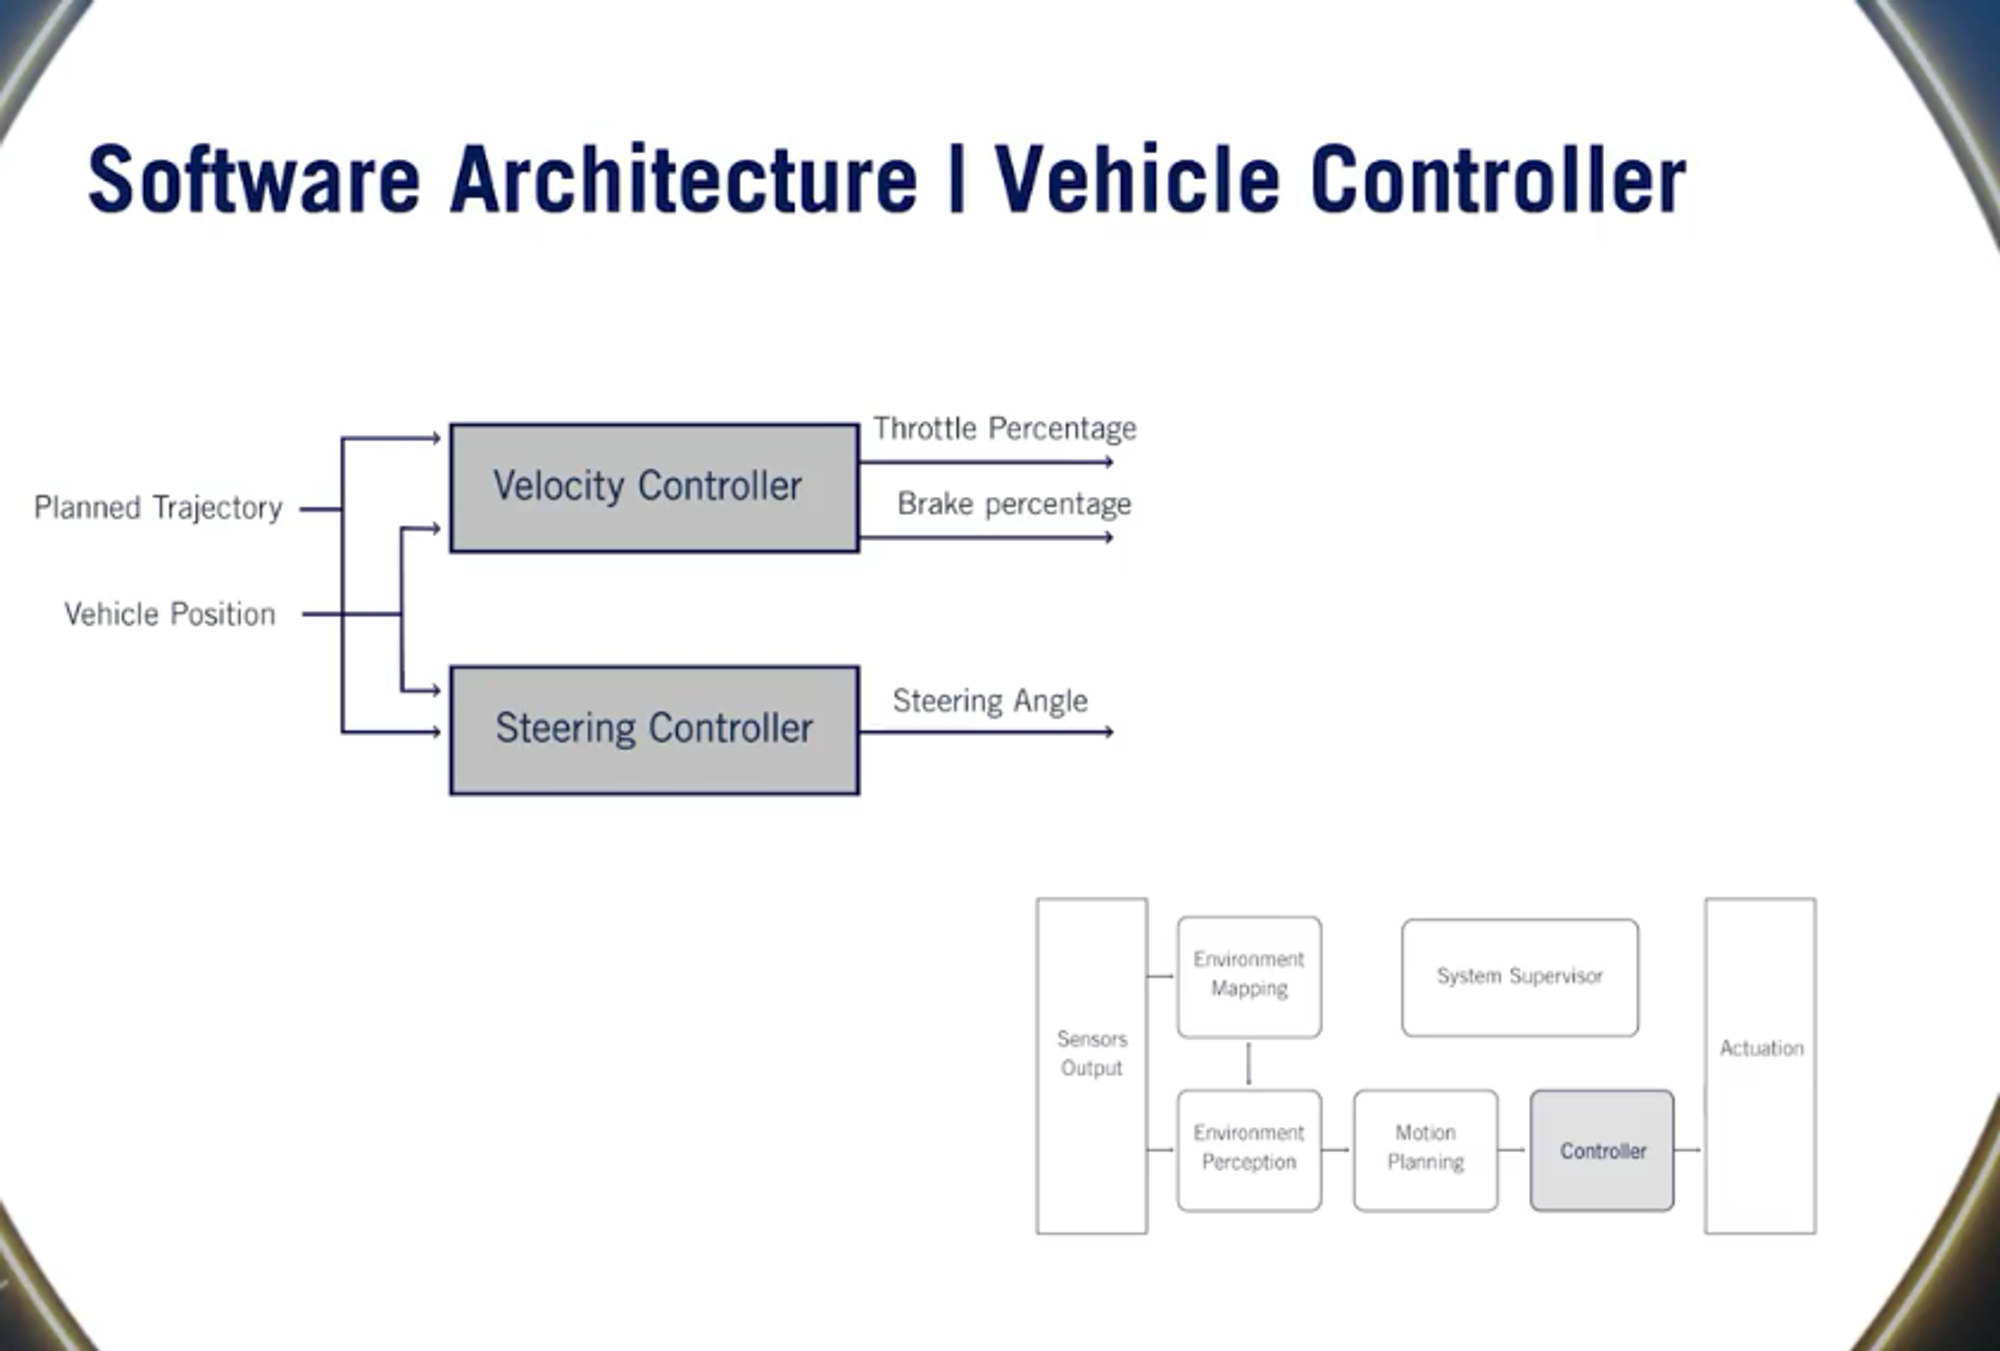 Software Architecture | Vehicle Controller
Throttle Percentage
Velocity Controller
Brake percentage
Planned Trajectory
Vehicle Position
Steering Controller
Steering Angle
Environment
Mapping
System Supervisor
Sensors
Output
Actuation
Environment
Perception
Motion
Planning
Controller